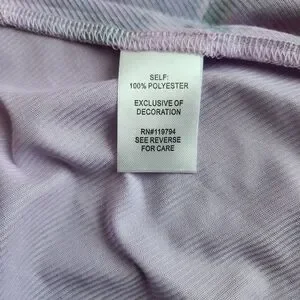 SELF:
100% POLYESTER
EXCLUSIVE OF
DECORATION
RN#119794
SEE REVERSE
FOR CARE